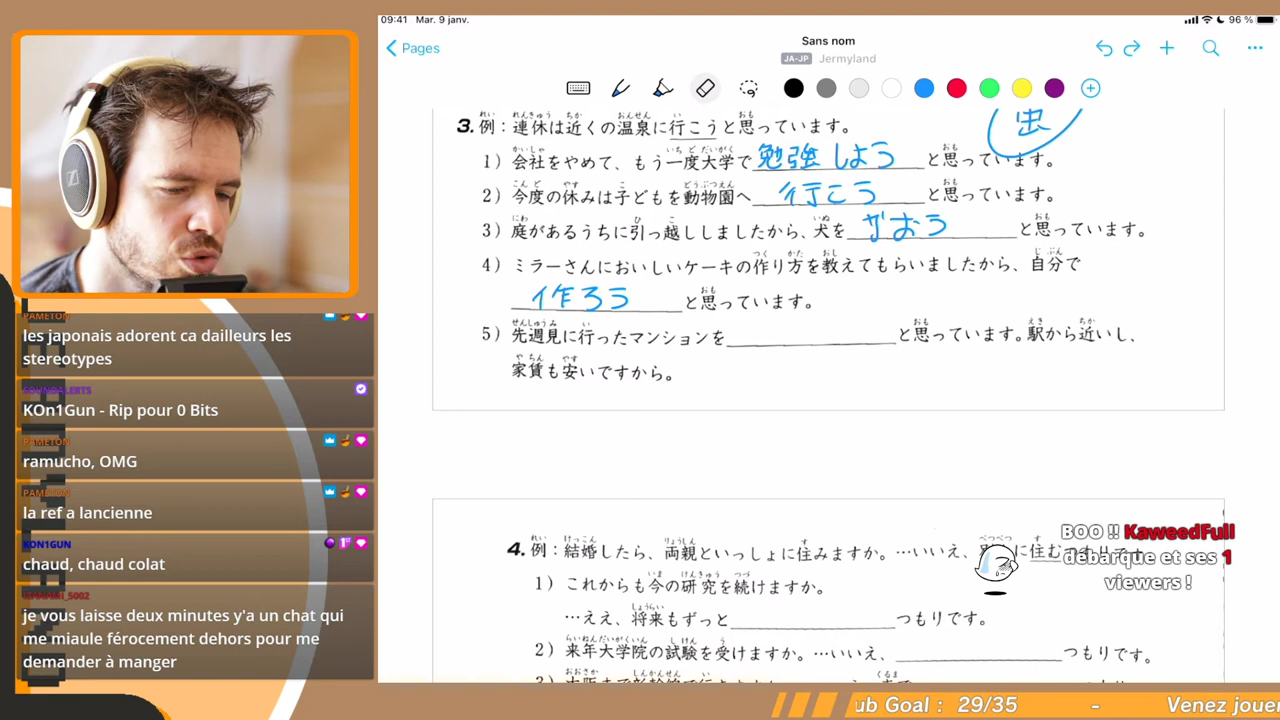 09:41 Mar. 9 janv.
96 %
Pages
Sans nom
JA-JP Jermyland
3. 例：連休は近くの温泉に行こうと思っています。
1）会社をやめて、もう一度大学で 勉強しよう と思っています。
2）今度の休みは子どもを動物園へ 行こう と思っています。
3）庭があるうちに引っ越ししましたから、犬を おう と思っています。
4）ミラーさんにおいしいケーキの作り方を教えてもらいましたから、自分で
作ろう と思っています。
5）先週見に行ったマンションを と思っています。駅から近いし、
家賃も安いですから。
4. 例：結婚したら、両親といっしょに住みますか。…いいえ、 に住む
1）これからも今の研究を続けますか。
…ええ、将来もずっと つもりです。
2）来年大学院の試験を受けますか。…いいえ、 つもりです。
PAMETON
les japonais adorent ca dailleurs les
stereotypes
SOUNDALERTS
KOn1Gun - Rip pour 0 Bits
PAMETON
ramucho, OMG
PAMETON
la ref a lancienne
KON1GUN
chaud, chaud colat
je vous laisse deux minutes y'a un chat qui
me miaule férocement dehors pour me
demander à manger
BOO !! KaweedFull
débarque et ses 1
viewers !
ub Goal : 29/35 - Venez jouer